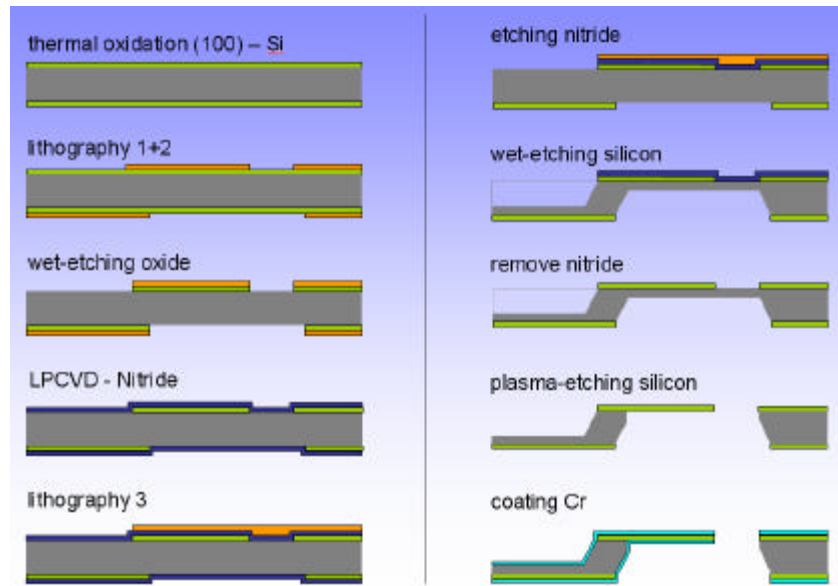 thermal oxidation (100) – Si
lithography 1+2
wet-etching oxide
LPCVD - Nitride
lithography 3
etching nitride
wet-etching silicon
remove nitride
plasma-etching silicon
coating Cr